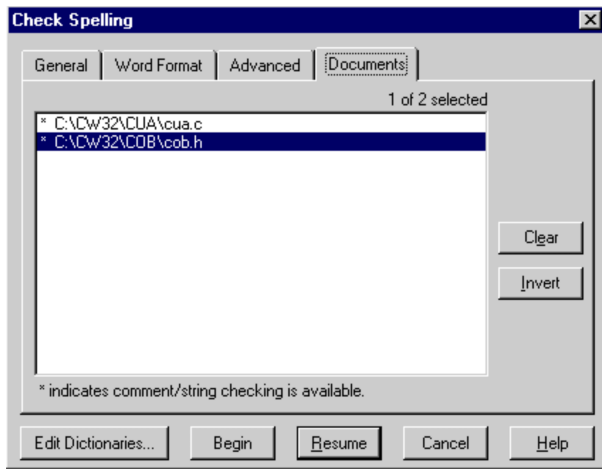 Check Spelling
General Word Format Advanced Documents
1 of 2 selected
* C:\CW32\CUA\cua.c
* C:\CW32\COB\cob.h
Clear
Invert
* indicates comment/string checking is available.
Edit Dictionaries... Begin Resume Cancel Help